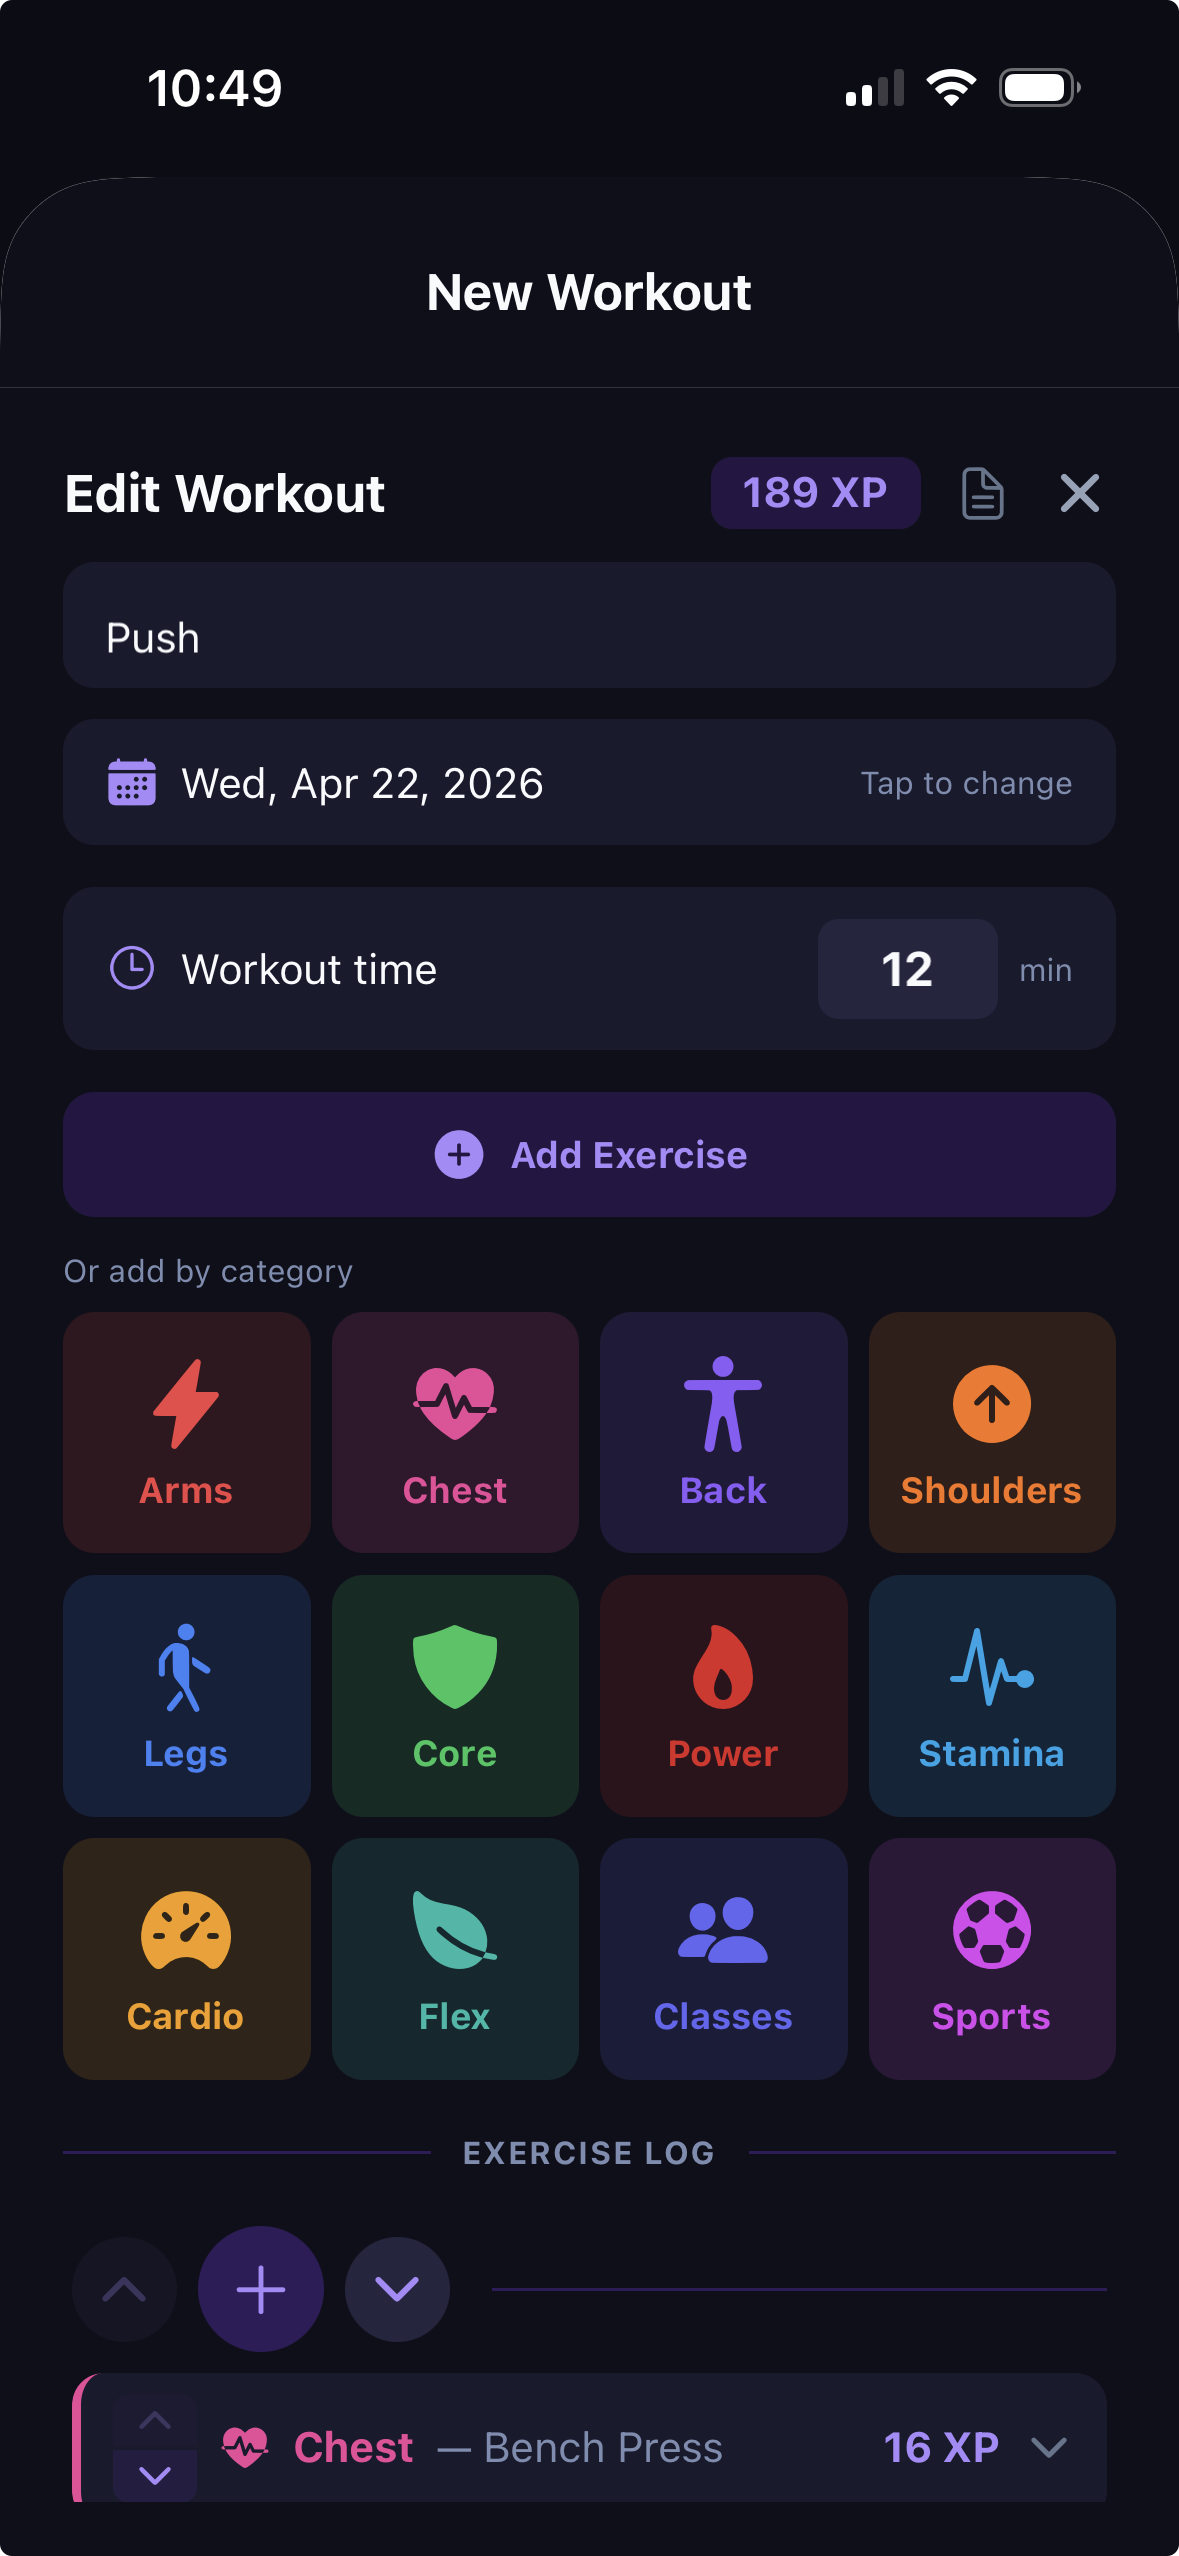 10:49
New Workout
Edit Workout 189 XP
Push
Wed, Apr 22, 2026 Tap to change
Workout time 12 min
Add Exercise
Or add by category
Arms Chest Back Shoulders
Legs Core Power Stamina
Cardio Flex Classes Sports
EXERCISE LOG
Chest — Bench Press 16 XP